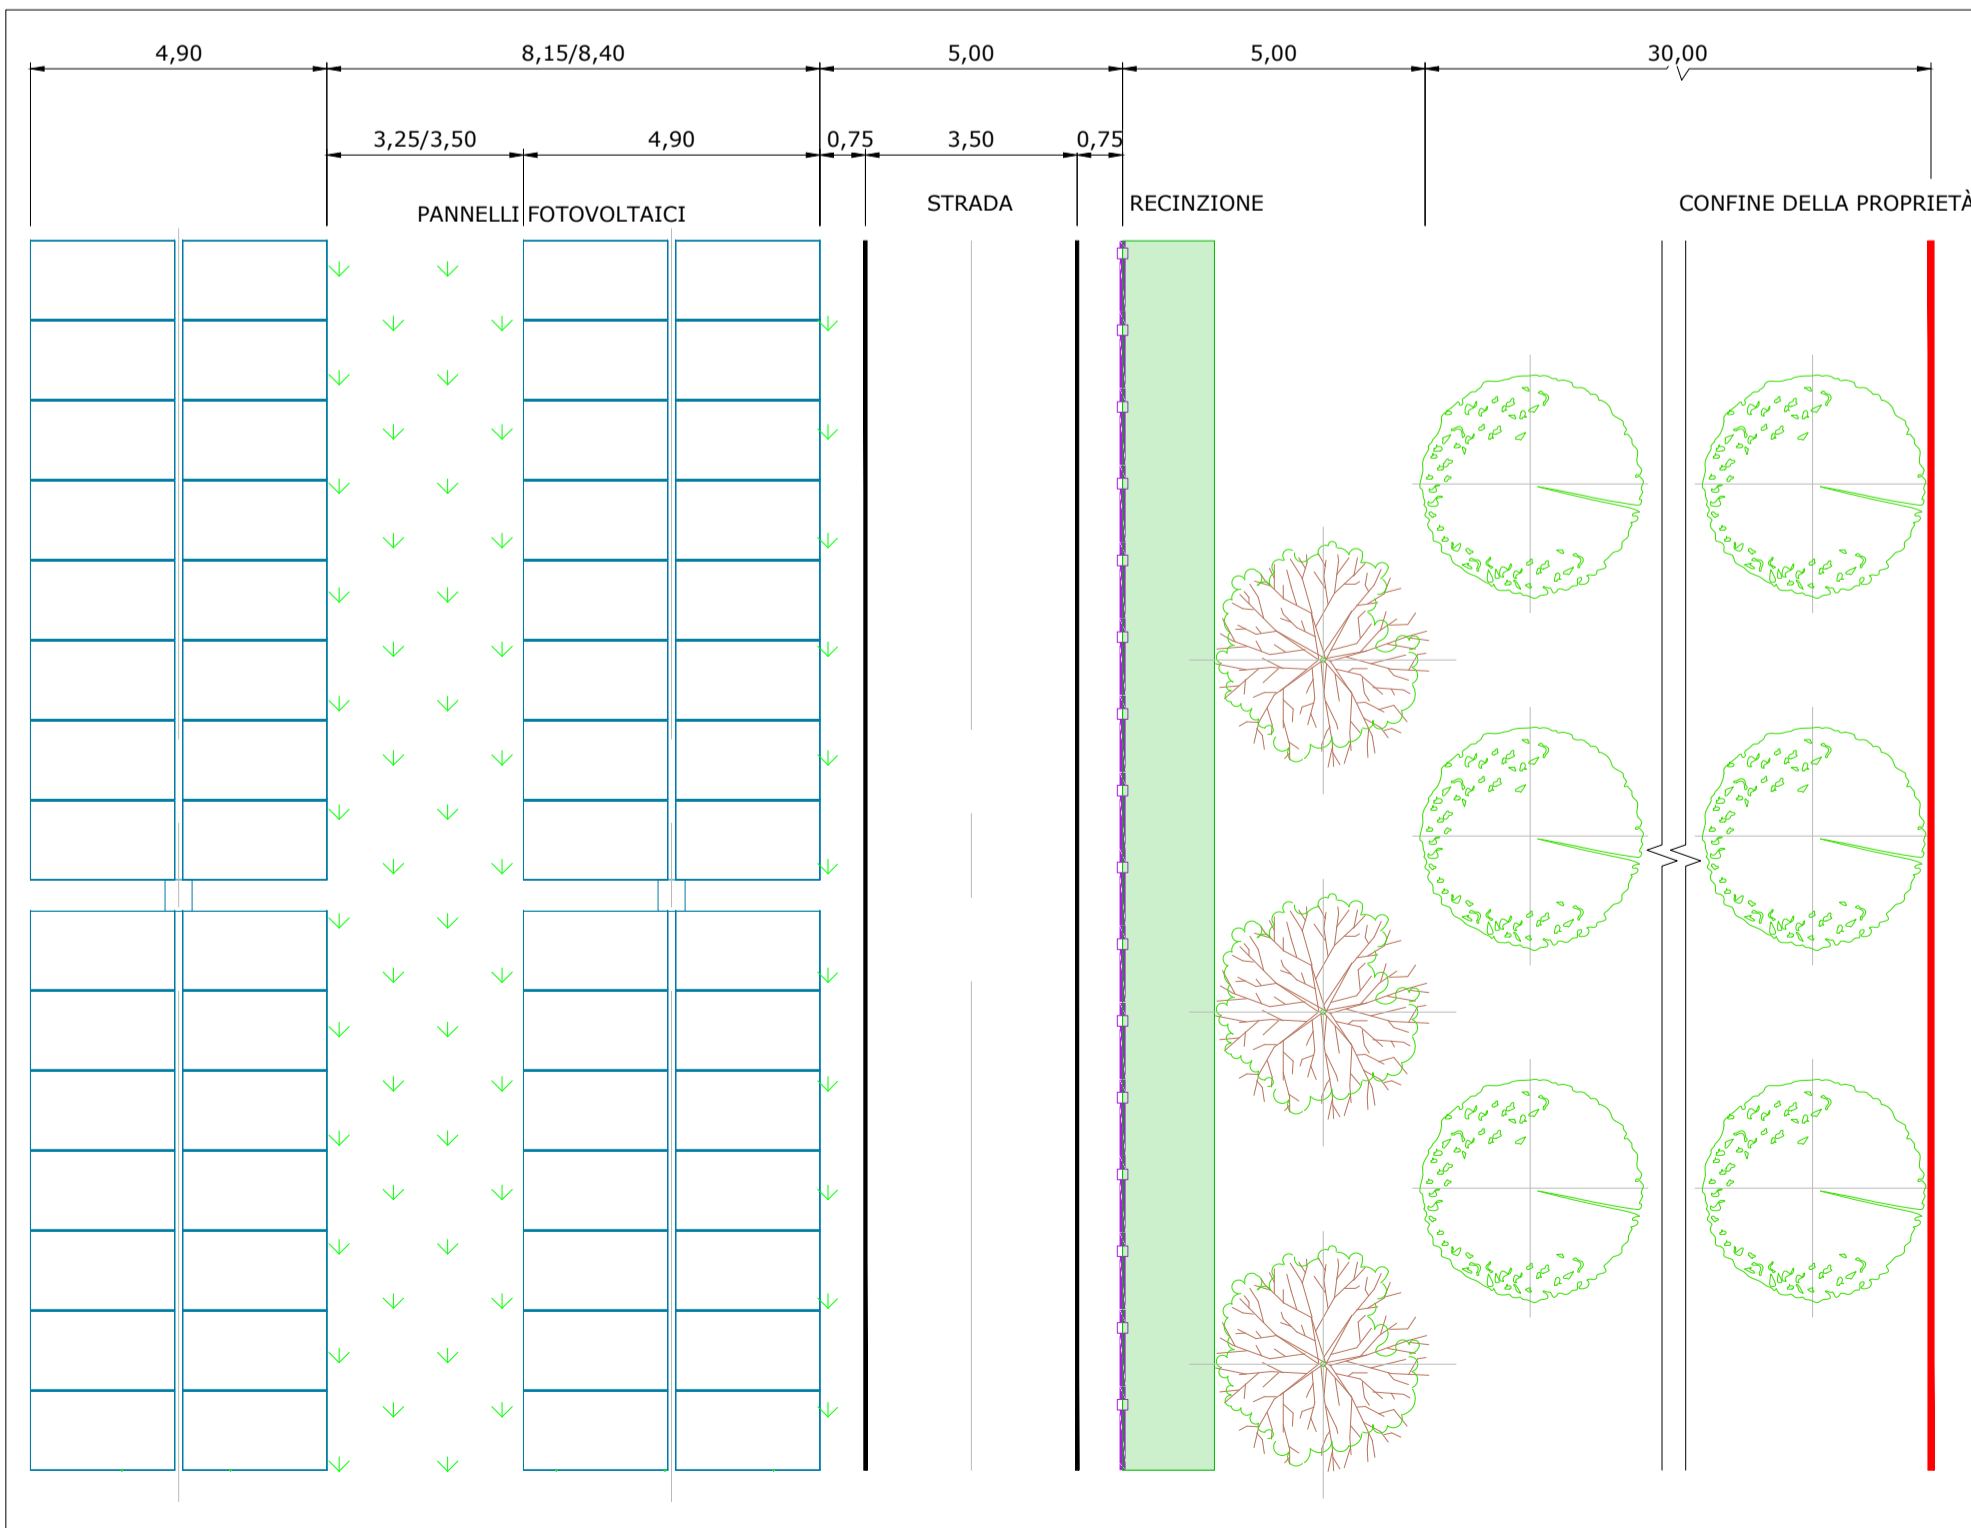 4,90 8,15/8,40 5,00 5,00 30,00
3,25/3,50 4,90 0,75 3,50 0,75
PANNELLI FOTOVOLTAICI STRADA RECINZIONE CONFINE DELLA PROPRIETÀ